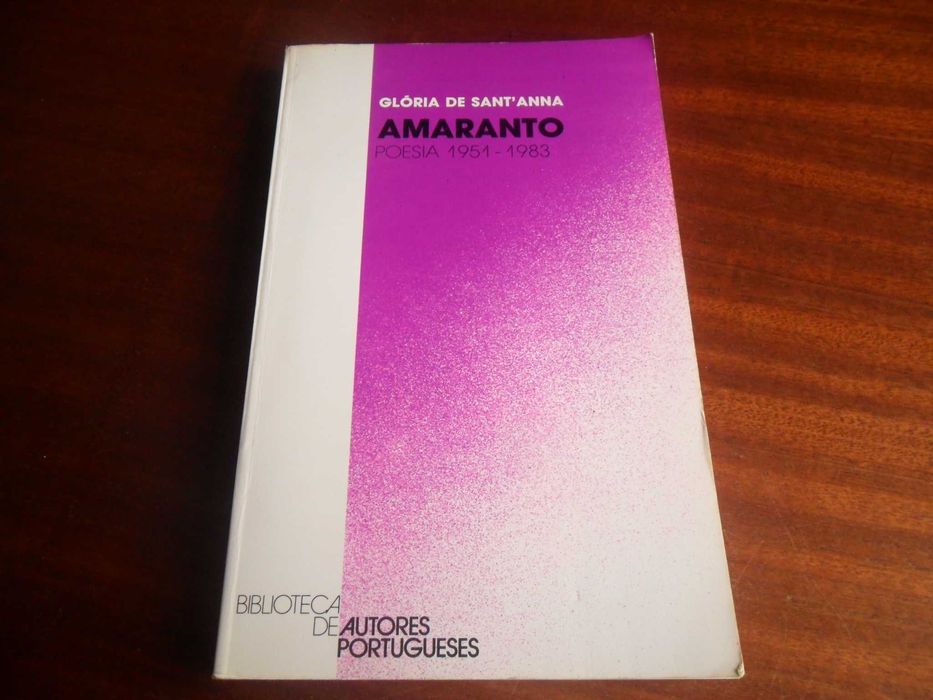 GLÓRIA DE SANT'ANNA
AMARANTO
POESIA 1951-1983
BIBLIOTECA
DE AUTORES
PORTUGUESES